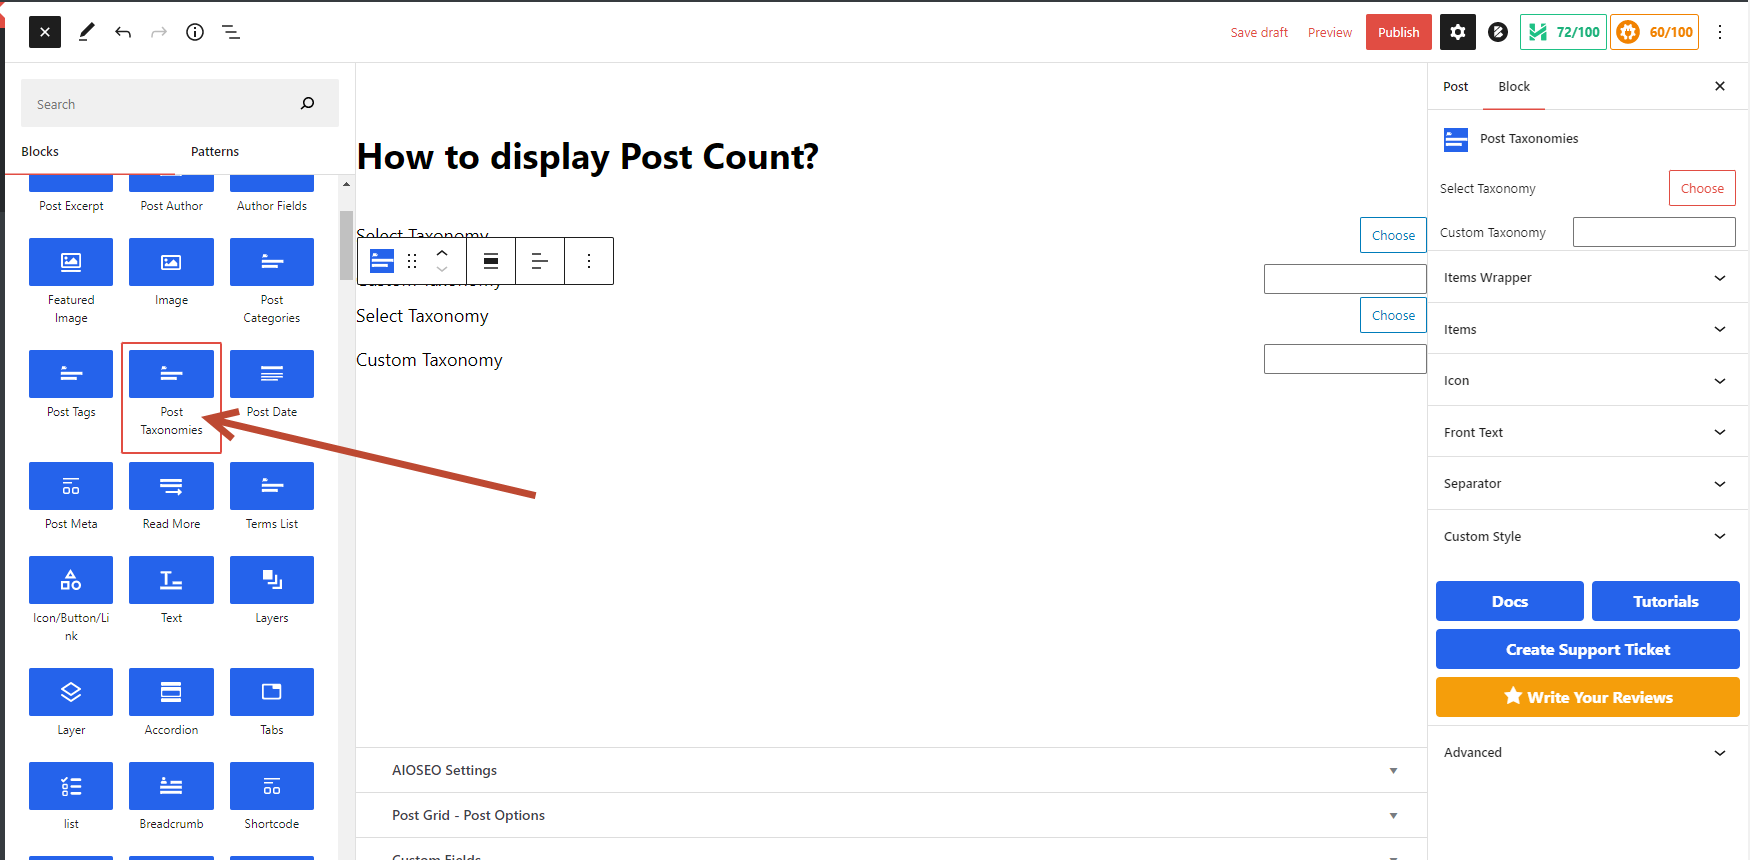 Save draft
Preview
Publish
72/100
60/100
Search
Blocks
Patterns
Post Excerpt
Post Author
Author Fields
Featured
Image
Image
Post
Categories
Post Tags
Post
Taxonomies
Post Date
Post Meta
Read More
Terms List
Icon/Button/Li
nk
Text
Layers
Layer
Accordion
Tabs
list
Breadcrumb
Shortcode
How to display Post Count?
Select Taxonomy
Choose
Custom Taxonomy
Select Taxonomy
Choose
Custom Taxonomy
AIOSEO Settings
Post Grid - Post Options
Custom Fields
Post
Block
Post Taxonomies
Select Taxonomy
Choose
Custom Taxonomy
Items Wrapper
Items
Icon
Front Text
Separator
Custom Style
Docs
Tutorials
Create Support Ticket
Write Your Reviews
Advanced